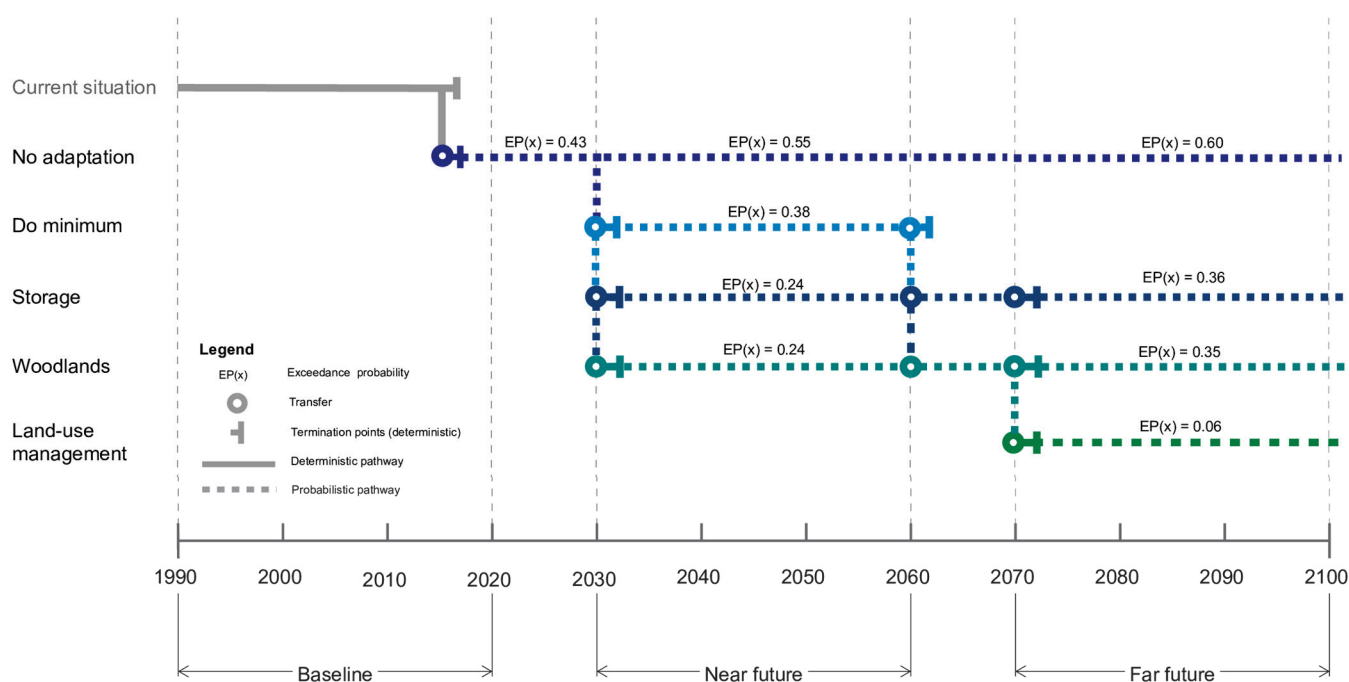 Current situation
EP(x) = 0.43
EP(x) = 0.55
EP(x) = 0.60
No adaptation
EP(x) = 0.38
Do minimum
EP(x) = 0.24
EP(x) = 0.36
Storage
EP(x) = 0.24
EP(x) = 0.35
Woodlands
Legend
EP(x) Exceedance probability
Transfer
Termination points (deterministic)
Deterministic pathway
Probabilistic pathway
Land-use
management
EP(x) = 0.06
1990 2000 2010 2020 2030 2040 2050 2060 2070 2080 2090 2100
Baseline Near future Far future